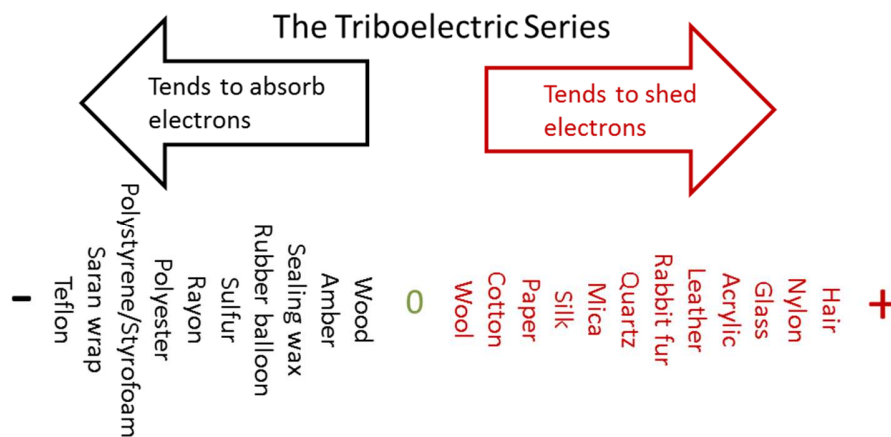 The Triboelectric Series
Tends to absorb
electrons
Tends to shed
electrons
-
Teflon
Saran wrap
Polystyrene/Styrofoam
Polyester
Rayon
Sulfur
Rubber balloon
Sealing wax
Amber
Wood
0
Wool
Cotton
Paper
Silk
Mica
Quartz
Rabbit fur
Leather
Acrylic
Glass
Nylon
Hair
+